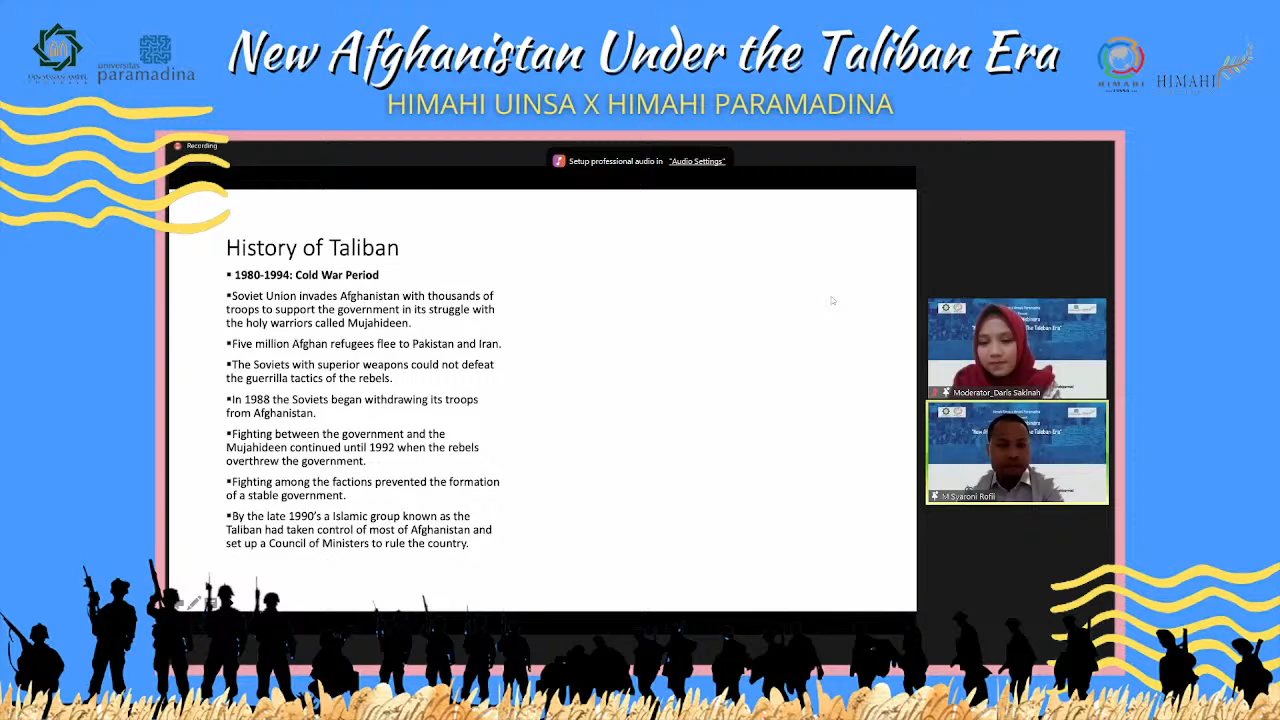 New Afghanistan Under the Taliban Era
HIMAHI UINSA X HIMAHI PARAMADINA
universitas
paramadina
HIMAHI
HIMAHI
Recording
Setup professional audio in "Audio Settings"
History of Taliban
▪ 1980-1994: Cold War Period
▪Soviet Union invades Afghanistan with thousands of
troops to support the government in its struggle with
the holy warriors called Mujahideen.
▪Five million Afghan refugees flee to Pakistan and Iran.
▪The Soviets with superior weapons could not defeat
the guerrilla tactics of the rebels.
▪In 1988 the Soviets began withdrawing its troops
from Afghanistan.
▪Fighting between the government and the
Mujahideen continued until 1992 when the rebels
overthrew the government.
▪Fighting among the factions prevented the formation
of a stable government.
▪By the late 1990's a Islamic group known as the
Taliban had taken control of most of Afghanistan and
set up a Council of Ministers to rule the country.
The Taliban Era"
Moderator_Daris Sakinah
The Taliban Era"
M Syaroni Rofii